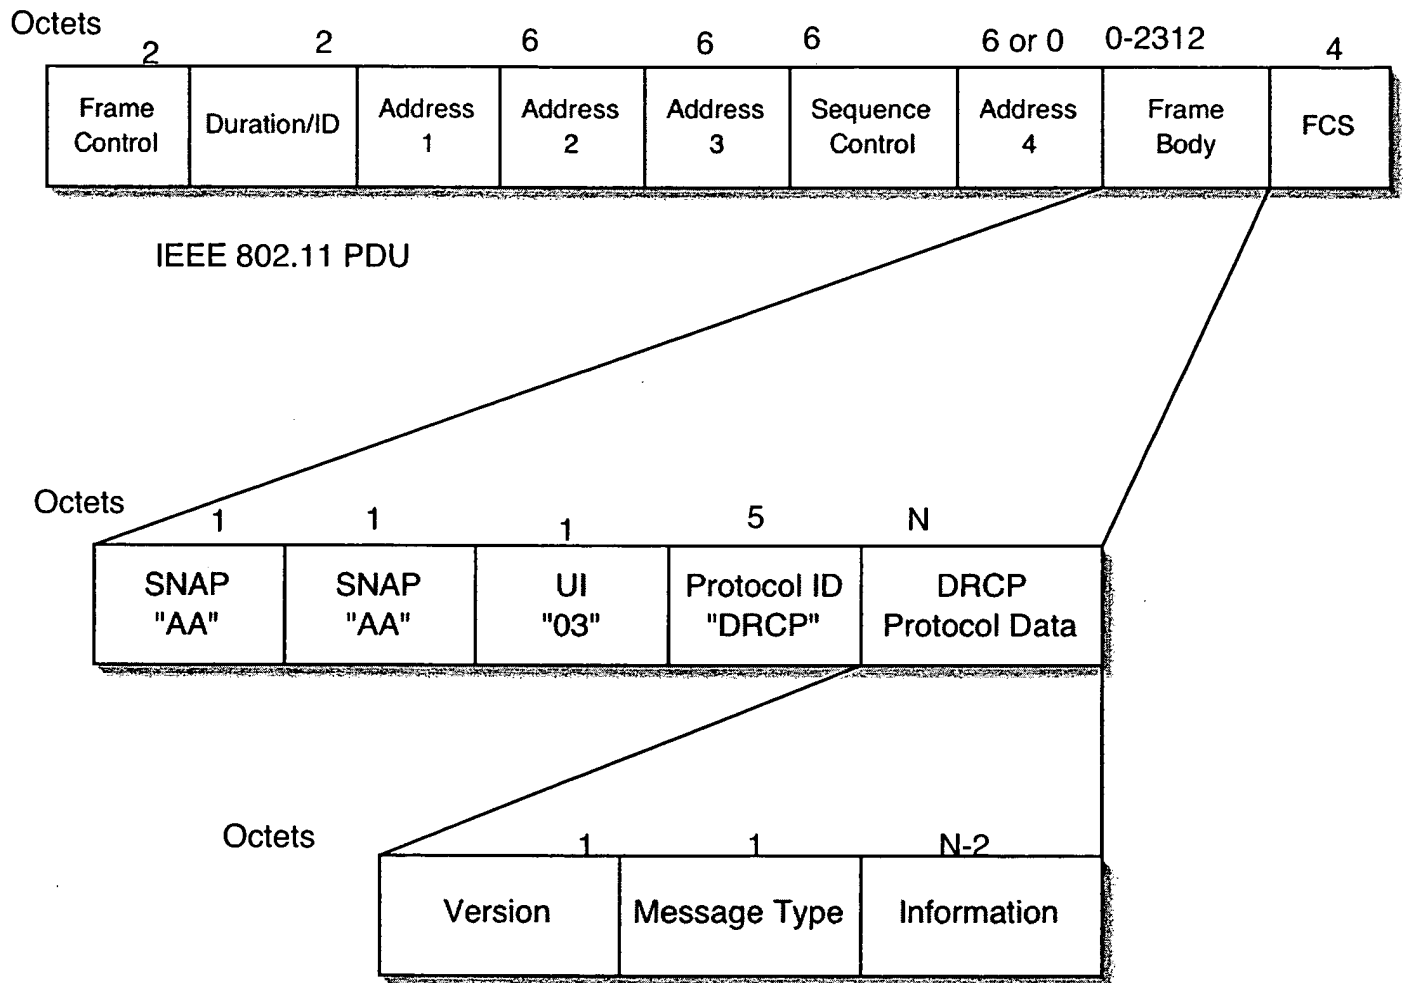 Octets
2 2 6 6 6 6 or 0 0-2312 4
Frame Control
Duration/ID
Address 1
Address 2
Address 3
Sequence Control
Address 4
Frame Body
FCS
IEEE 802.11 PDU
Octets
1 1 1 5 N
SNAP "AA"
SNAP "AA"
UI "03"
Protocol ID "DRCP"
DRCP Protocol Data
Octets
1 1 N-2
Version
Message Type
Information